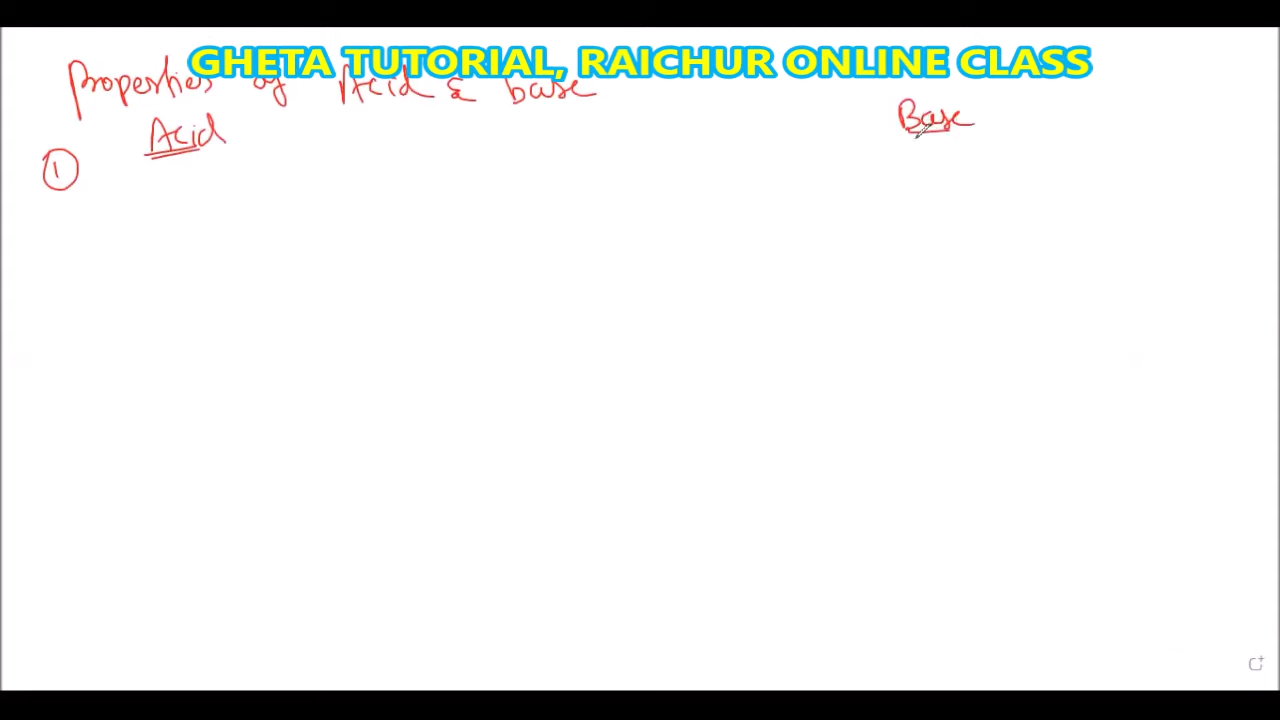 GHETA TUTORIAL, RAICHUR ONLINE CLASS
Properties of Acid & base
Acid
Base
1